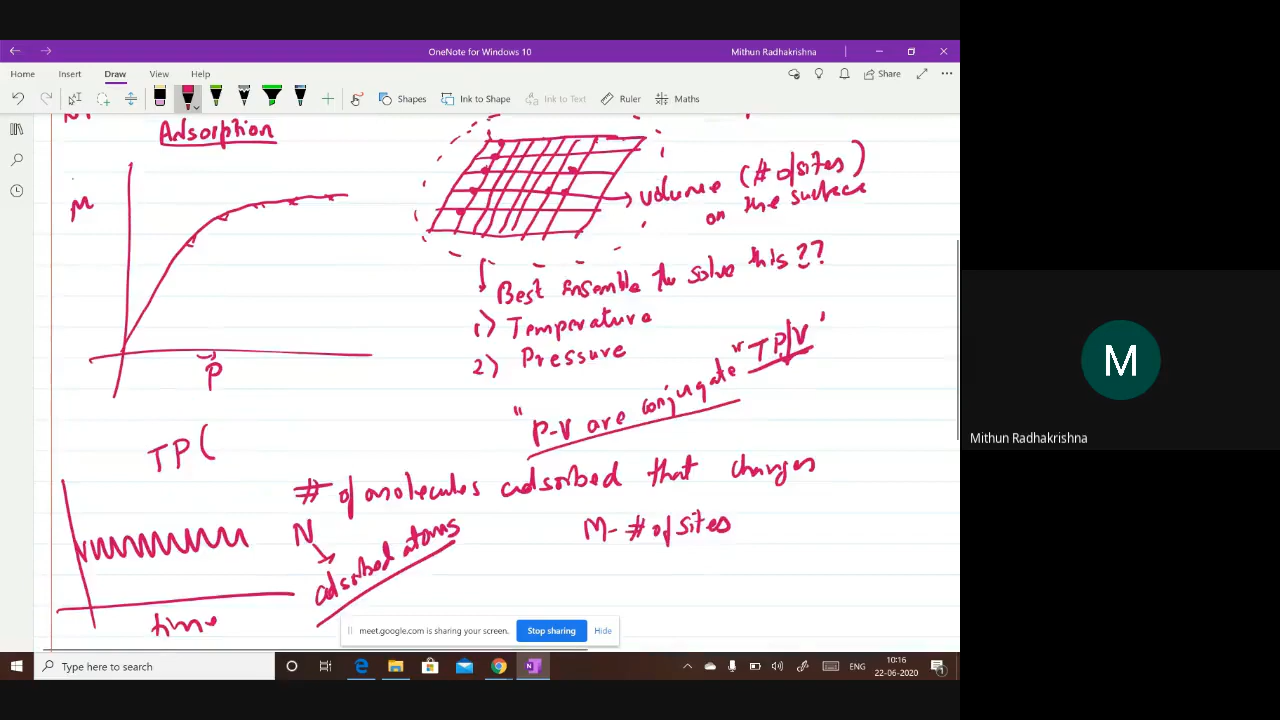 OneNote for Windows 10
Mithun Radhakrishna
Home
Insert
Draw
View
Help
Share
Shapes
Ink to Shape
Ink to Text
Ruler
Maths
Adsorption
M
P
volume (# of sites)
on the surface
Best Ensemble to solve this ??
1) Temperature
2) Pressure
"TP/V"
"P-V are conjugate
TP(
# of molecules adsorbed that changes
N
adsorbed atoms
M- # of sites
time
meet.google.com is sharing your screen.
Stop sharing
Hide
Type here to search
ENG
10:16
22-06-2020
1
M
Mithun Radhakrishna